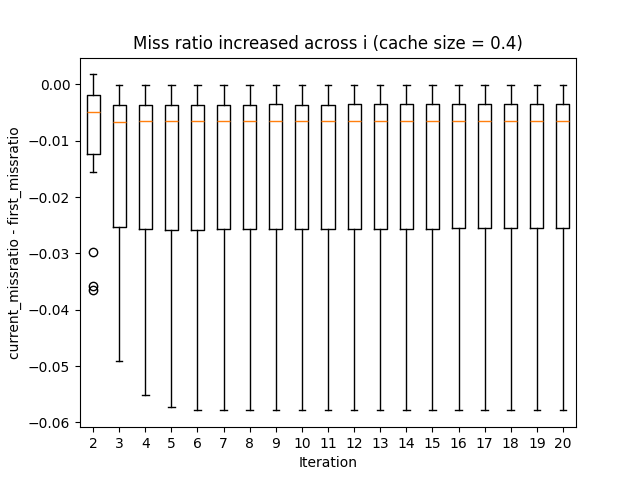 Miss ratio increased across i (cache size = 0.4)
current_missratio - first_missratio
0.00
−0.01
−0.02
−0.03
−0.04
−0.05
−0.06
2 3 4 5 6 7 8 9 10 11 12 13 14 15 16 17 18 19 20
Iteration